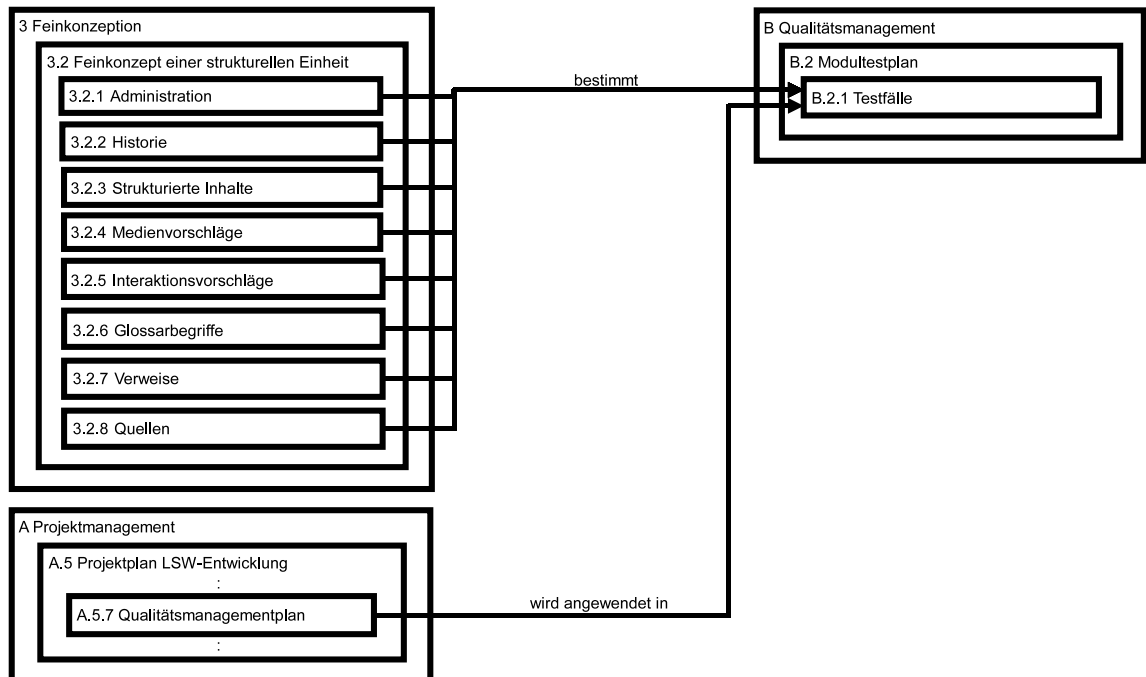 3 Feinkonzeption
3.2 Feinkonzept einer strukturellen Einheit
3.2.1 Administration
3.2.2 Historie
3.2.3 Strukturierte Inhalte
3.2.4 Medienvorschläge
3.2.5 Interaktionsvorschläge
3.2.6 Glossarbegriffe
3.2.7 Verweise
3.2.8 Quellen
bestimmt
B Qualitätsmanagement
B.2 Modultestplan
B.2.1 Testfälle
A Projektmanagement
A.5 Projektplan LSW-Entwicklung
:
A.5.7 Qualitätsmanagementplan
:
wird angewendet in